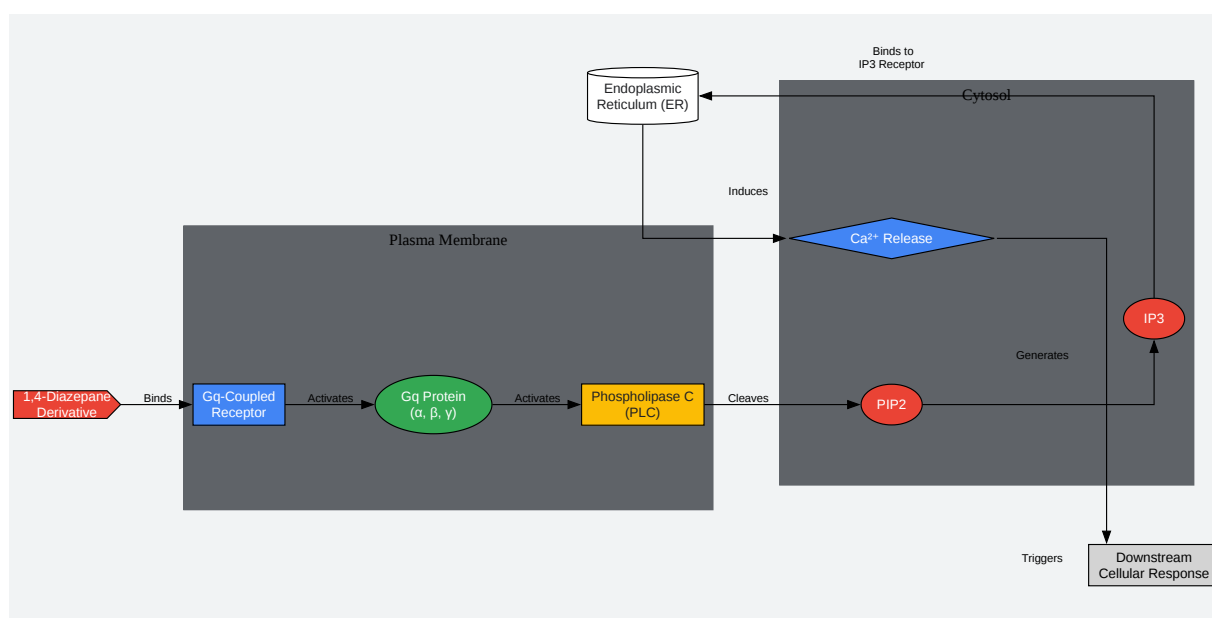 Binds to
IP3 Receptor
Endoplasmic
Reticulum (ER)
Cytosol
Induces
Plasma Membrane
Ca²⁺ Release
IP3
Generates
1,4-Diazepane
Derivative
Binds
Gq-Coupled
Receptor
Activates
Gq Protein
(α, β, γ)
Activates
Phospholipase C
(PLC)
Cleaves
PIP2
Triggers
Downstream
Cellular Response